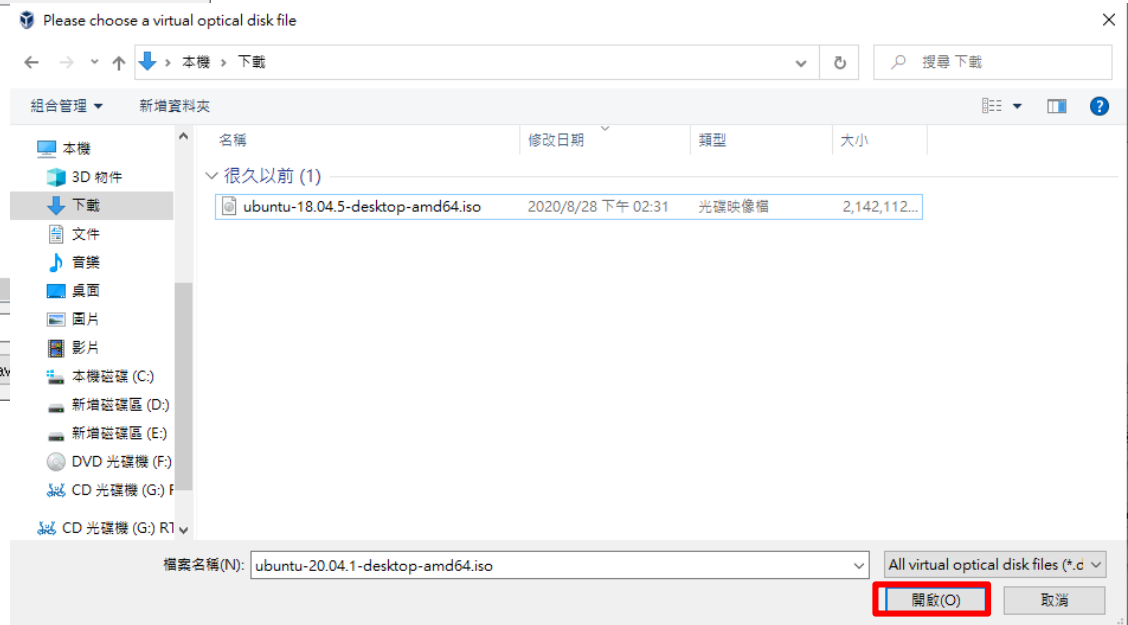 Please choose a virtual optical disk file
本機 › 下載
搜尋 下載
組合管理 新增資料夾
名稱 修改日期 類型 大小
很久以前 (1)
ubuntu-18.04.5-desktop-amd64.iso 2020/8/28 下午 02:31 光碟映像檔 2,142,112...
本機
3D 物件
下載
文件
音樂
桌面
圖片
影片
本機磁碟 (C:)
新增磁碟區 (D:)
新增磁碟區 (E:)
DVD 光碟機 (F:)
CD 光碟機 (G:) F
CD 光碟機 (G:) RT
檔案名稱(N): ubuntu-20.04.1-desktop-amd64.iso All virtual optical disk files (*.d
開啟(O) 取消